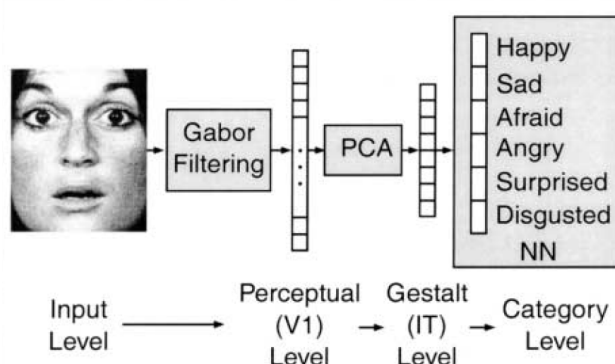 Gabor
Filtering
PCA
Happy
Sad
Afraid
Angry
Surprised
Disgusted
NN
Input
Level
Perceptual
(V1)
Level
Gestalt
(IT)
Level
Category
Level